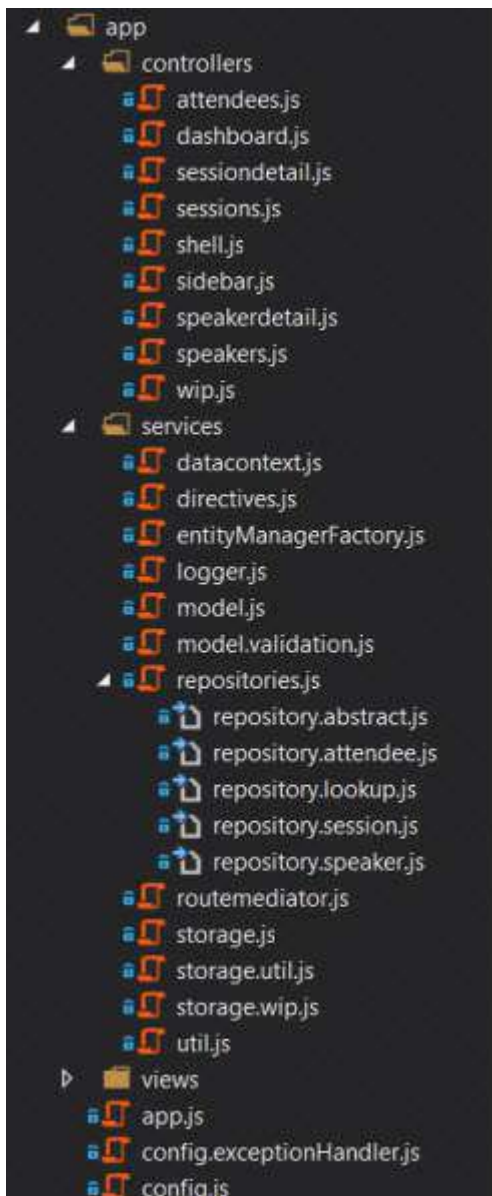 app
controllers
attendees.js
dashboard.js
sessiondetail.js
sessions.js
shell.js
sidebar.js
speakerdetail.js
speakers.js
wip.js
services
datacontext.js
directives.js
entityManagerFactory.js
logger.js
model.js
model.validation.js
repositories.js
repository.abstract.js
repository.attendee.js
repository.lookup.js
repository.session.js
repository.speaker.js
routemediator.js
storage.js
storage.util.js
storage.wip.js
util.js
views
app.js
config.exceptionHandler.js
config.js